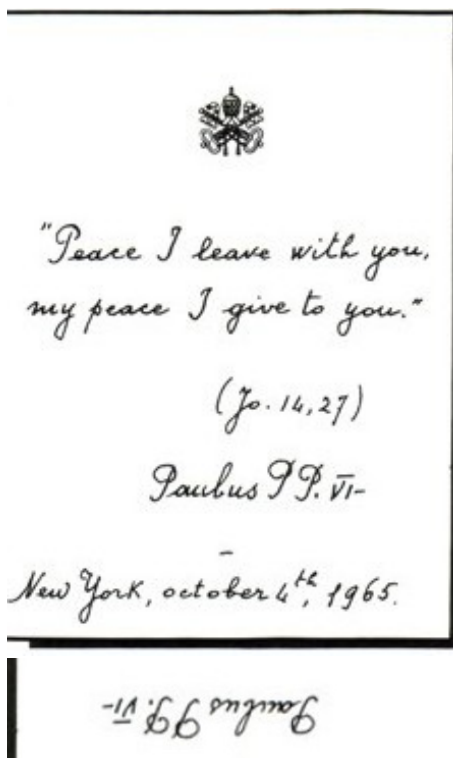 "Peace I leave with you,
my peace I give to you."
(Jo. 14, 27)
Paulus PP. VI-
-
New York, october 4th, 1965.
Paulus PP. VI-